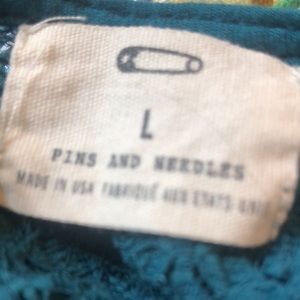 L
PINS AND NEEDLES
MADE IN USA FABRIQUÉ AUX ETATS-UNIS